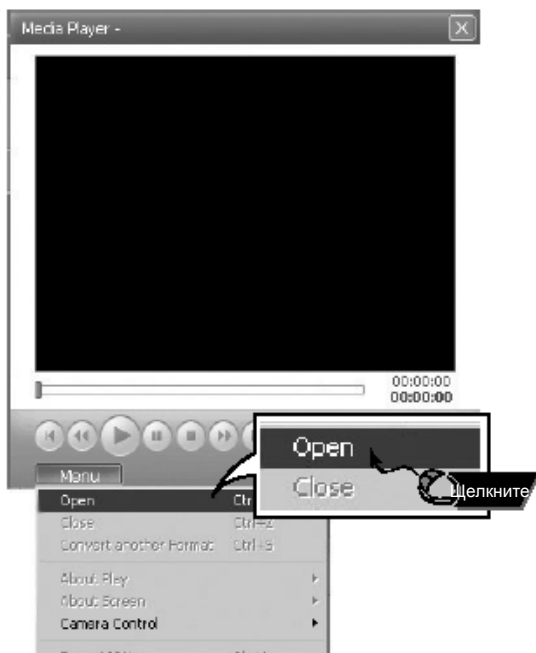 Media Player -
00:00:00
00:00:00
Menu
Open
Close
Щелкните
Open Ctr
Close Ctrl+Z
Convert another Format Ctrl+S
About Play
About Screen
Camera Control